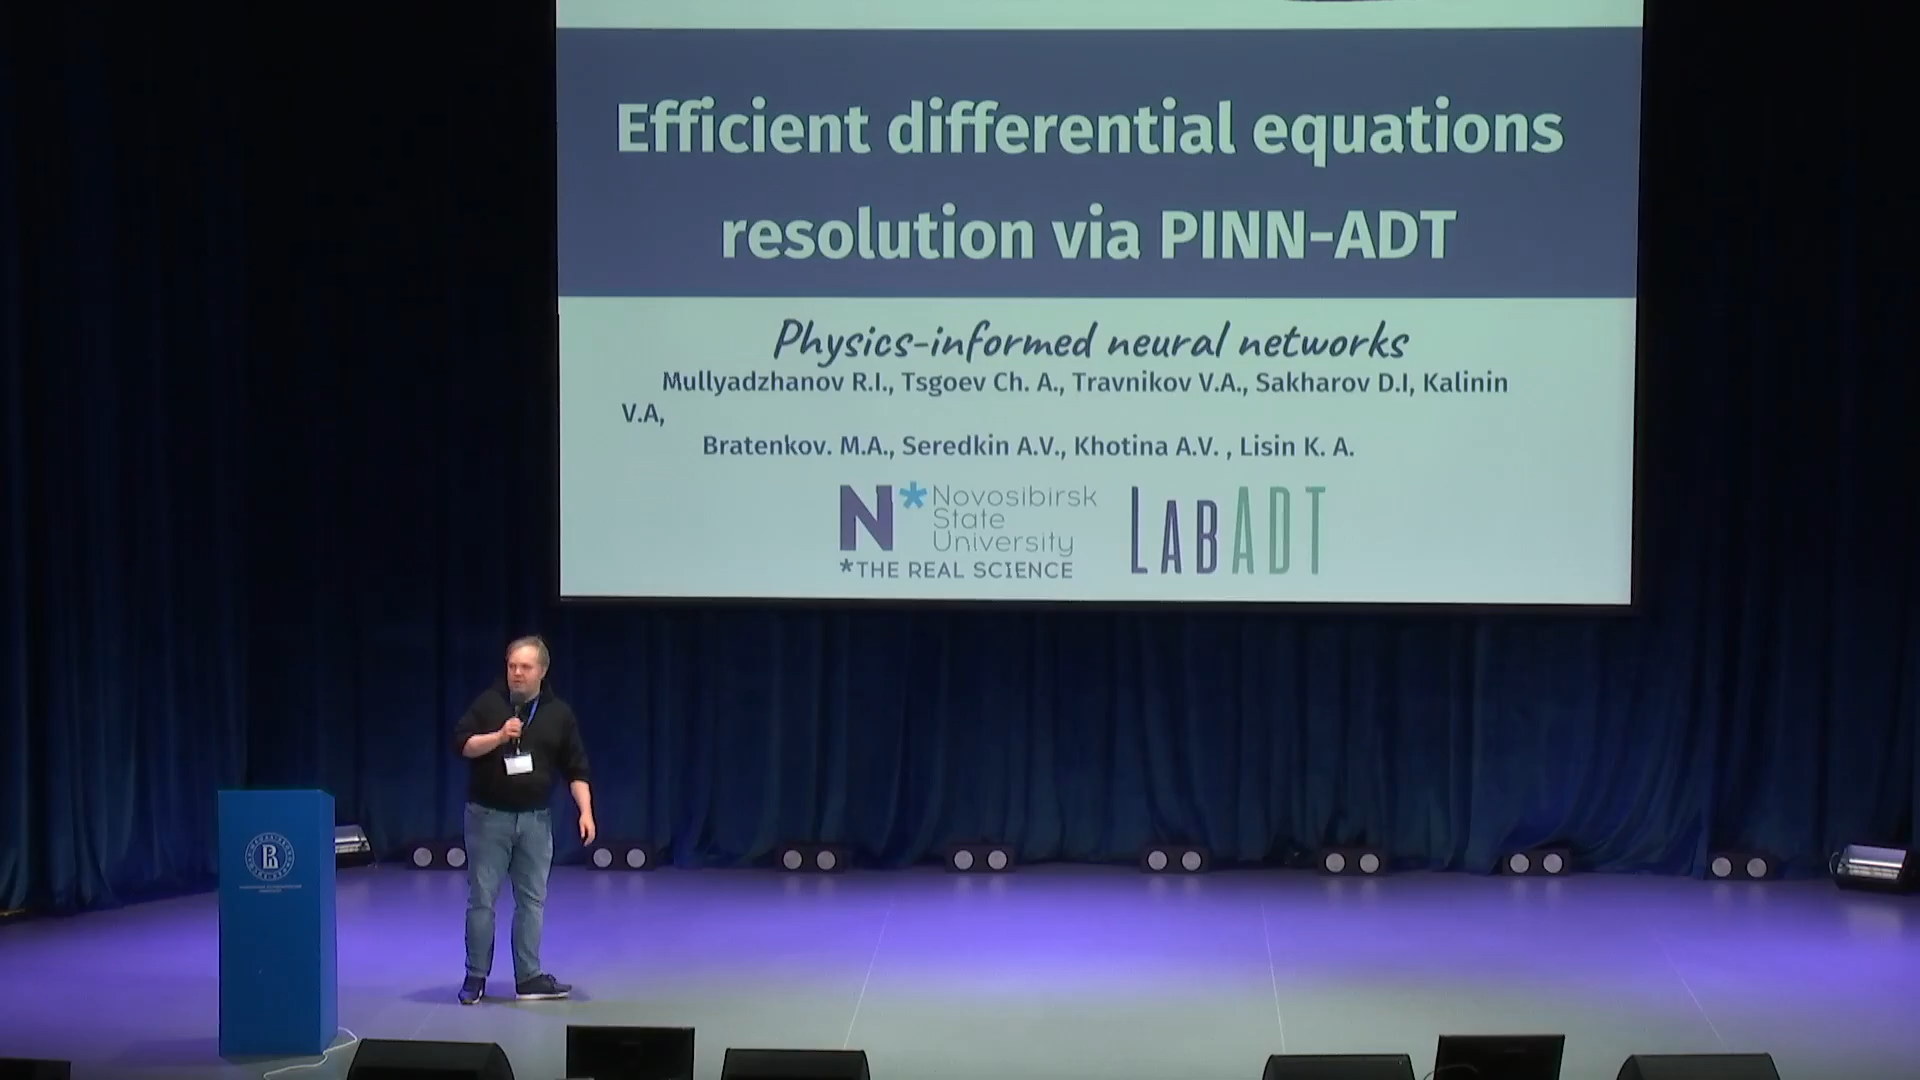 Efficient differential equations
resolution via PINN-ADT
Physics-informed neural networks
Mullyadzhanov R.I., Tsgoev Ch. A., Travnikov V.A., Sakharov D.I, Kalinin
V.A,
Bratenkov. M.A., Seredkin A.V., Khotina A.V. , Lisin K. A.
N* Novosibirsk
State
University
*THE REAL SCIENCE
LABADT